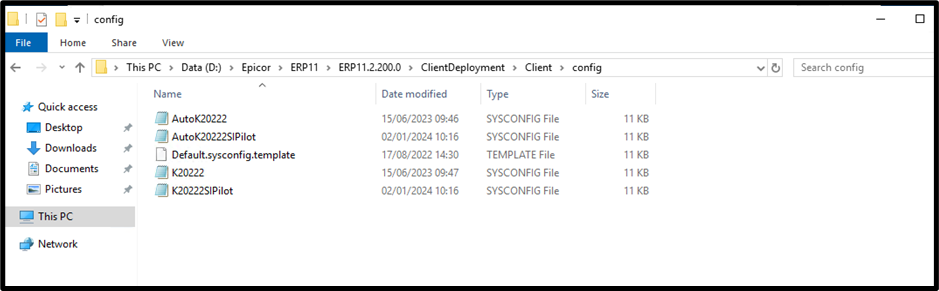 config
File Home Share View
This PC > Data (D:) > Epicor > ERP11 > ERP11.2.200.0 > ClientDeployment > Client > config
Search config
Name Date modified Type Size
Quick access
Desktop
Downloads
Documents
Pictures
This PC
Network
AutoK20222 15/06/2023 09:46 SYSCONFIG File 11 KB
AutoK20222SIPilot 02/01/2024 10:16 SYSCONFIG File 11 KB
Default.sysconfig.template 17/08/2022 14:30 TEMPLATE File 11 KB
K20222 15/06/2023 09:47 SYSCONFIG File 11 KB
K20222SIPilot 02/01/2024 10:16 SYSCONFIG File 11 KB